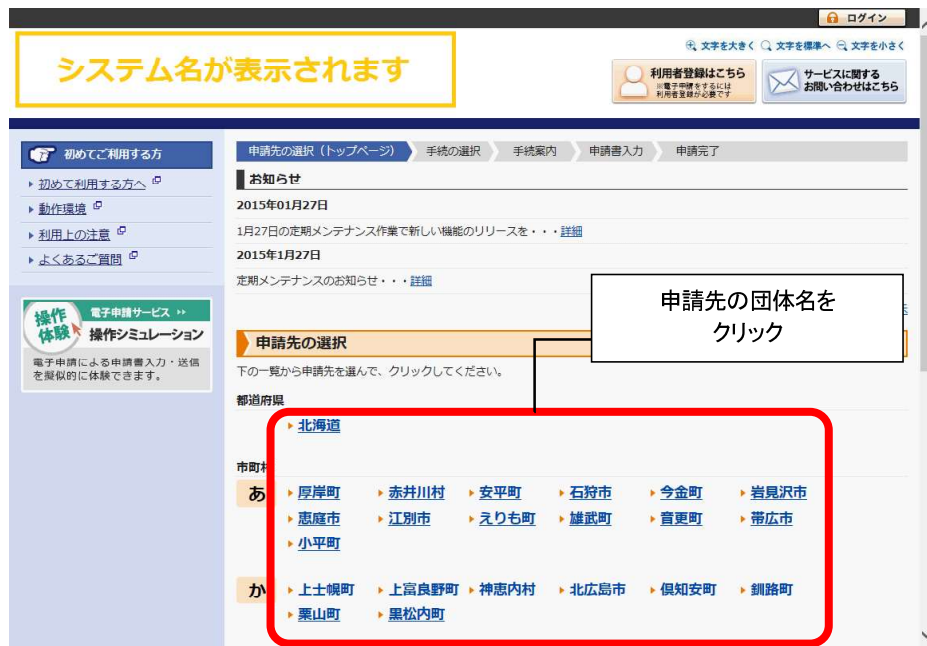 ログイン
文字を大きく 文字を標準へ 文字を小さく
システム名が表示されます
利用者登録はこちら
※電子申請をするには
利用者登録が必要です
サービスに関する
お問い合わせはこちら
初めてご利用する方
初めて利用する方へ
動作環境
利用上の注意
よくあるご質問
操作
体験
電子申請サービス
操作シミュレーション
電子申請による申請書入力・送信
を擬似的に体験できます。
申請先の選択（トップページ） 手続の選択 手続案内 申請書入力 申請完了
お知らせ
2015年01月27日
1月27日の定期メンテナンス作業で新しい機能のリリースを・・・詳細
2015年1月27日
定期メンテナンスのお知らせ・・・詳細
申請先の団体名を
クリック
申請先の選択
下の一覧から申請先を選んで、クリックしてください。
都道府県
北海道
市町村
あ 厚岸町 赤井川村 安平町 石狩市 今金町 岩見沢市
恵庭市 江別市 えりも町 雄武町 音更町 帯広市
小平町
か 上士幌町 上富良野町 神恵内村 北広島市 倶知安町 釧路町
栗山町 黒松内町